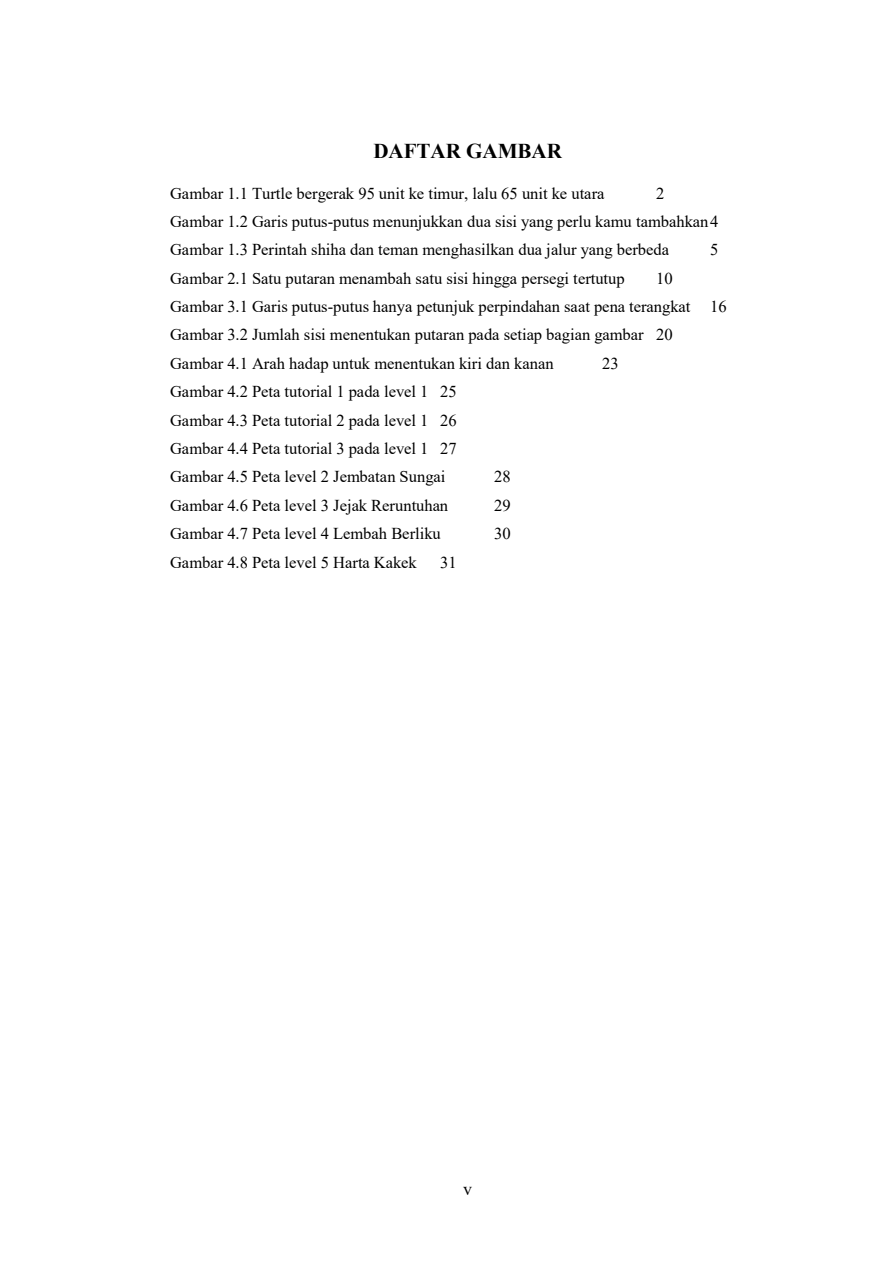 DAFTAR GAMBAR
Gambar 1.1 Turtle bergerak 95 unit ke timur, lalu 65 unit ke utara 2
Gambar 1.2 Garis putus-putus menunjukkan dua sisi yang perlu kamu tambahkan 4
Gambar 1.3 Perintah shiha dan teman menghasilkan dua jalur yang berbeda 5
Gambar 2.1 Satu putaran menambah satu sisi hingga persegi tertutup 10
Gambar 3.1 Garis putus-putus hanya petunjuk perpindahan saat pena terangkat 16
Gambar 3.2 Jumlah sisi menentukan putaran pada setiap bagian gambar 20
Gambar 4.1 Arah hadap untuk menentukan kiri dan kanan 23
Gambar 4.2 Peta tutorial 1 pada level 1 25
Gambar 4.3 Peta tutorial 2 pada level 1 26
Gambar 4.4 Peta tutorial 3 pada level 1 27
Gambar 4.5 Peta level 2 Jembatan Sungai 28
Gambar 4.6 Peta level 3 Jejak Reruntuhan 29
Gambar 4.7 Peta level 4 Lembah Berliku 30
Gambar 4.8 Peta level 5 Harta Kakek 31
v